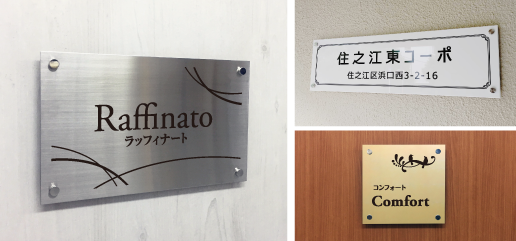 Raffinato
ラッフィナート
住之江東コーポ
住之江区浜口西3-2-16
コンフォート
Comfort